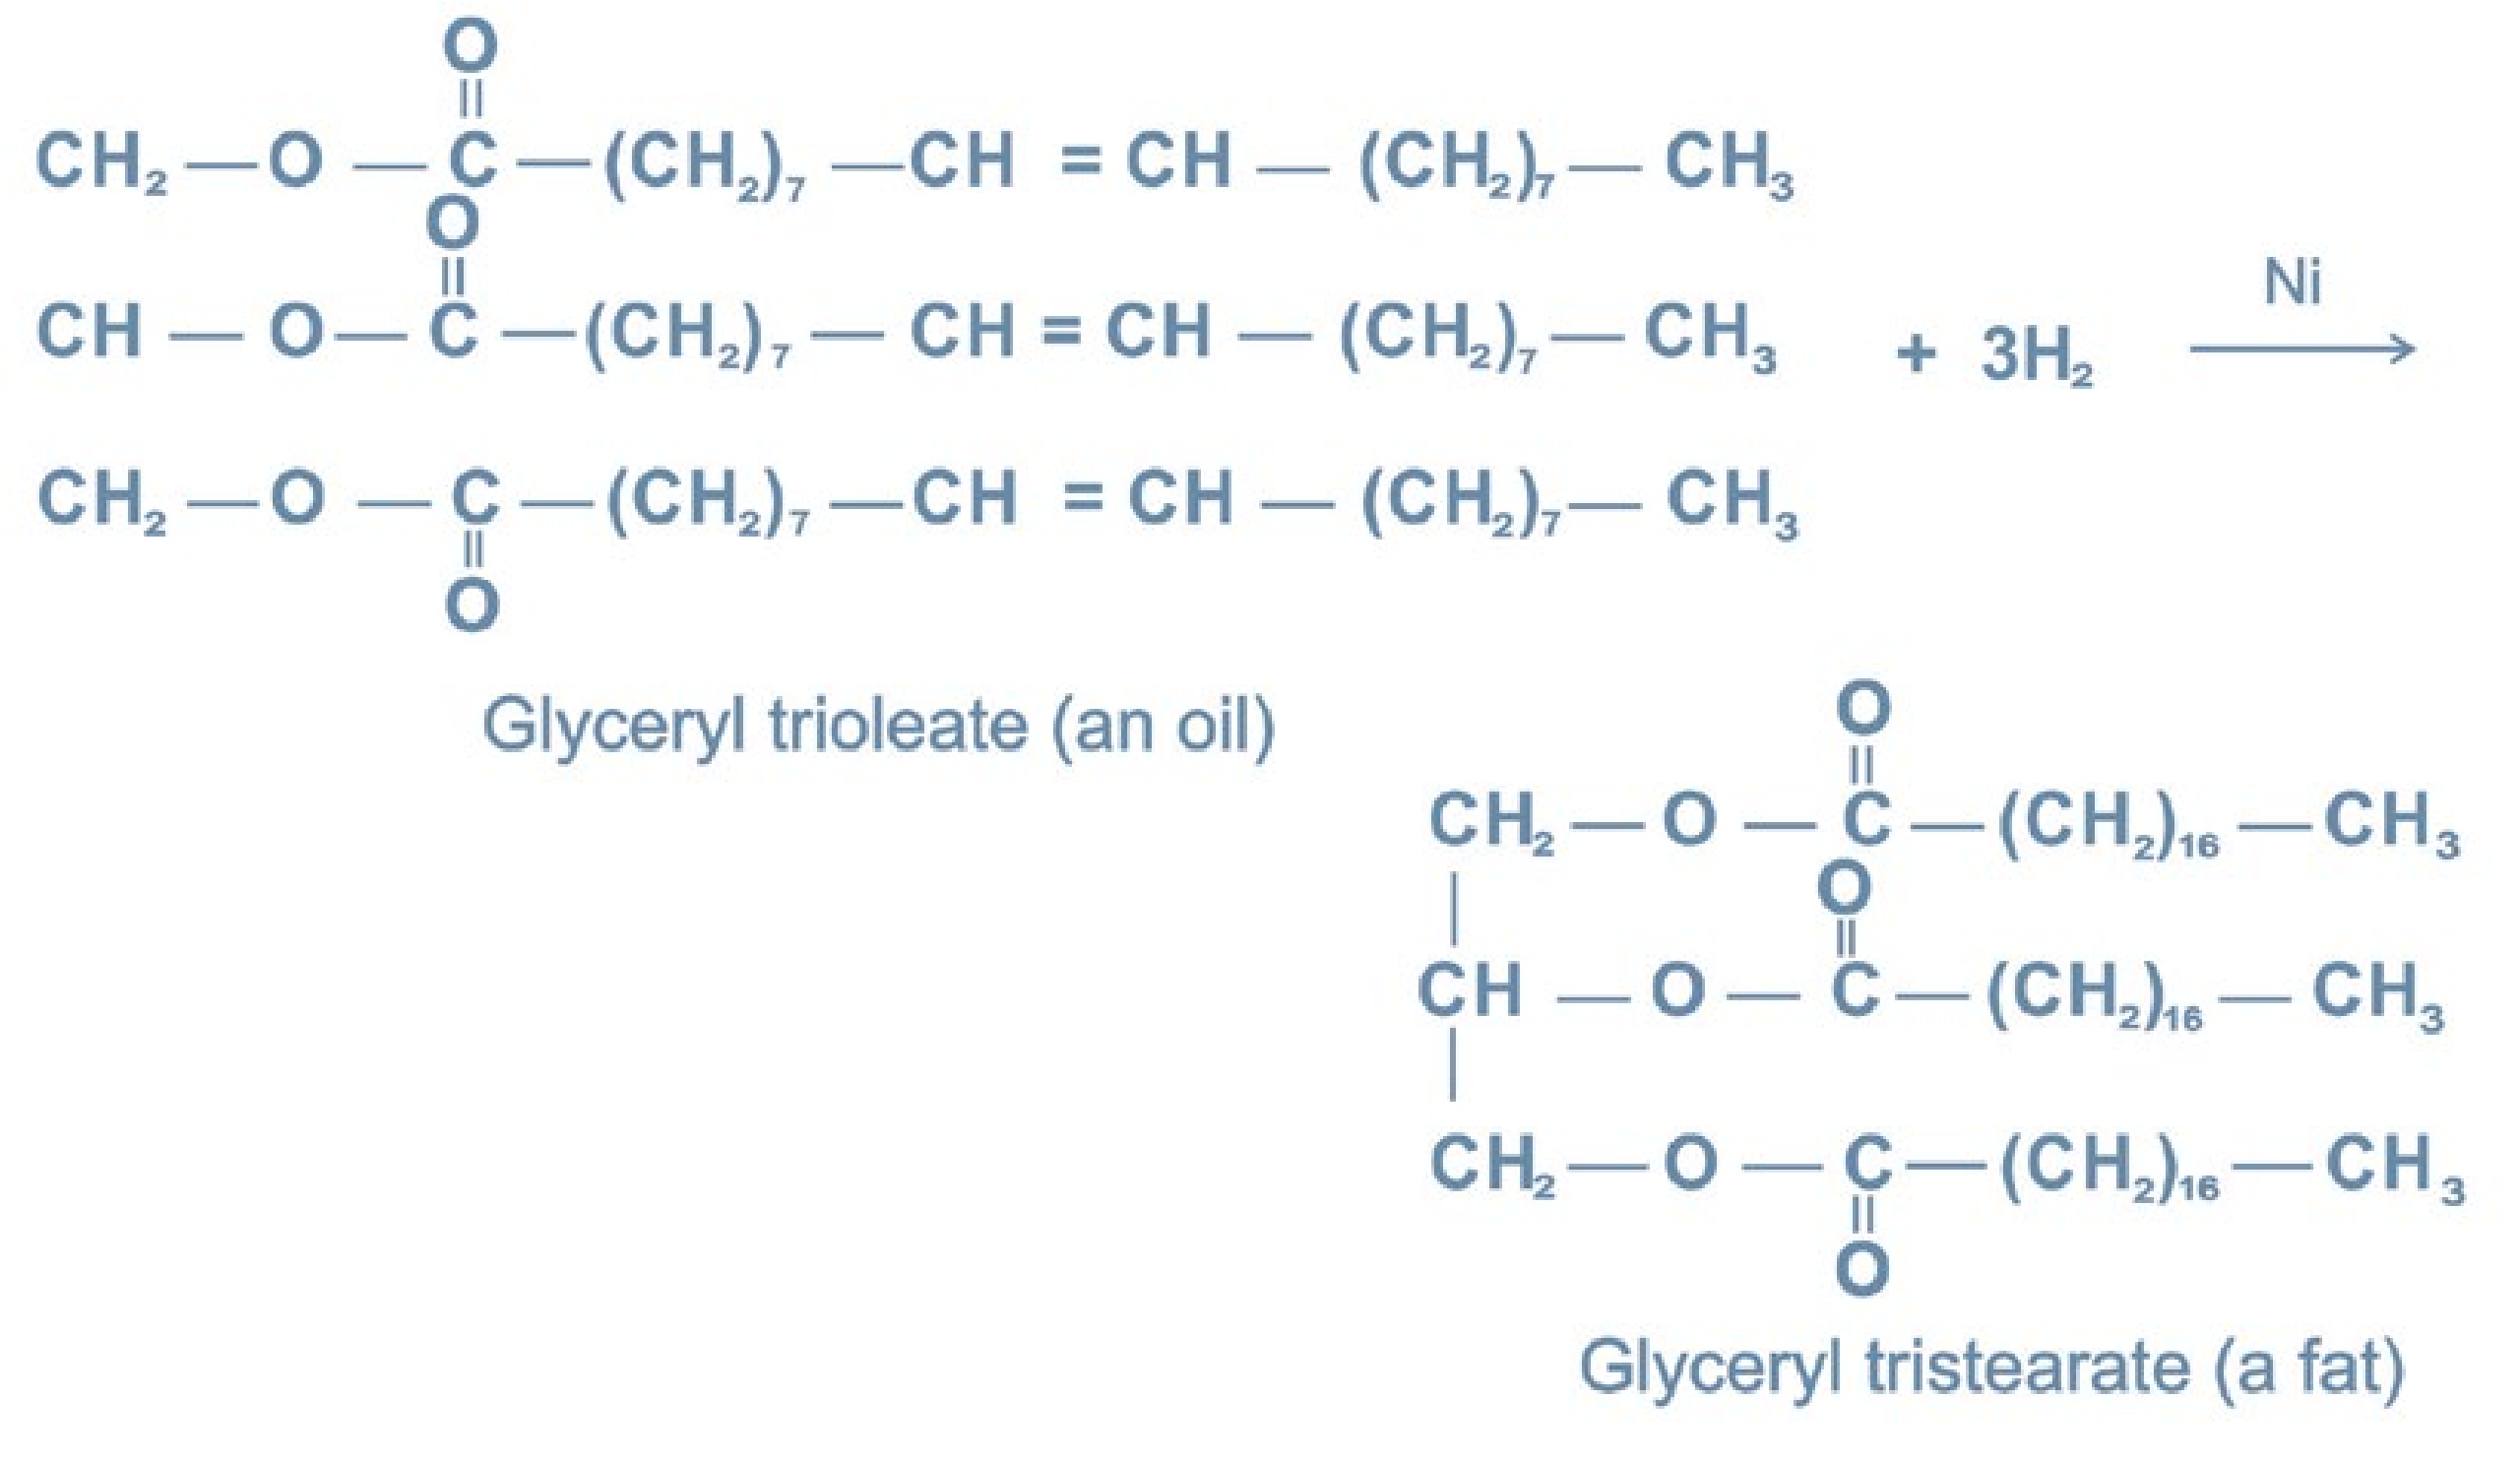 O
||
CH₂ — O — C — (CH₂)₇ — CH = CH — (CH₂)₇ — CH₃
O
||
CH — O — C — (CH₂)₇ — CH = CH — (CH₂)₇ — CH₃ + 3H₂ Ni →
CH₂ — O — C — (CH₂)₇ — CH = CH — (CH₂)₇ — CH₃
||
O
Glyceryl trioleate (an oil)
O
||
CH₂ — O — C — (CH₂)₁₆ — CH₃
|
O
||
CH — O — C — (CH₂)₁₆ — CH₃
|
CH₂ — O — C — (CH₂)₁₆ — CH₃
||
O
Glyceryl tristearate (a fat)